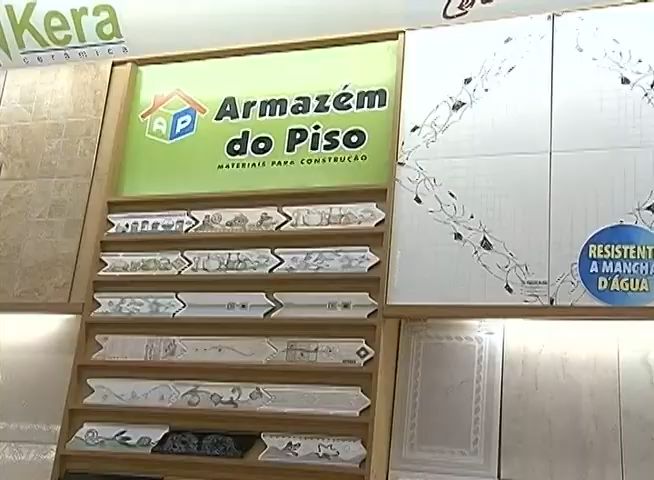 Kera
cerâmica
AP
Armazém
do Piso
MATERIAIS PARA CONSTRUÇÃO
RESISTENTE
A MANCHA
D'ÁGUA